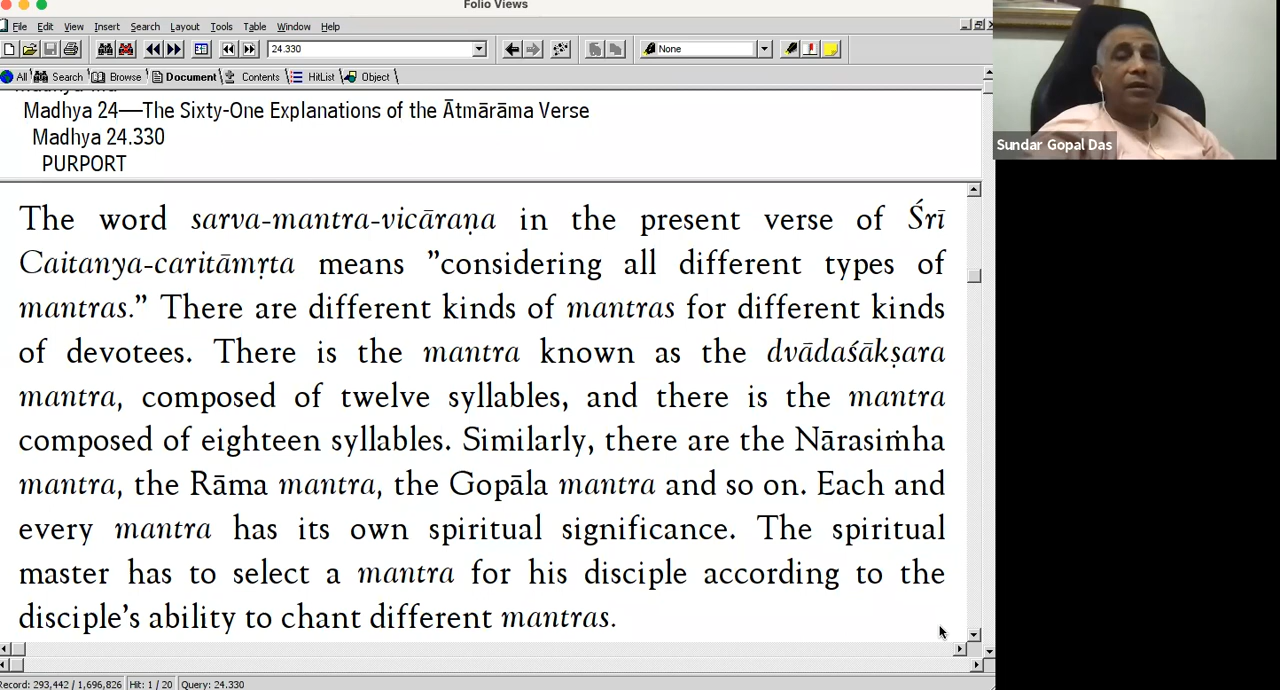 Folio Views
File Edit View Insert Search Layout Tools Table Window Help
24.330
None
All Search Browse Document Contents HitList Object
Madhya 24—The Sixty-One Explanations of the Ātmārāma Verse
Madhya 24.330
PURPORT
Sundar Gopal Das
The word sarva-mantra-vicāraṇa in the present verse of Śrī
Caitanya-caritāmṛta means ”considering all different types of
mantras.” There are different kinds of mantras for different kinds
of devotees. There is the mantra known as the dvādaśākṣara
mantra, composed of twelve syllables, and there is the mantra
composed of eighteen syllables. Similarly, there are the Nārasiṁha
mantra, the Rāma mantra, the Gopāla mantra and so on. Each and
every mantra has its own spiritual significance. The spiritual
master has to select a mantra for his disciple according to the
disciple’s ability to chant different mantras.
Record: 293,442 / 1,696,826 Hit: 1 / 20 Query: 24.330